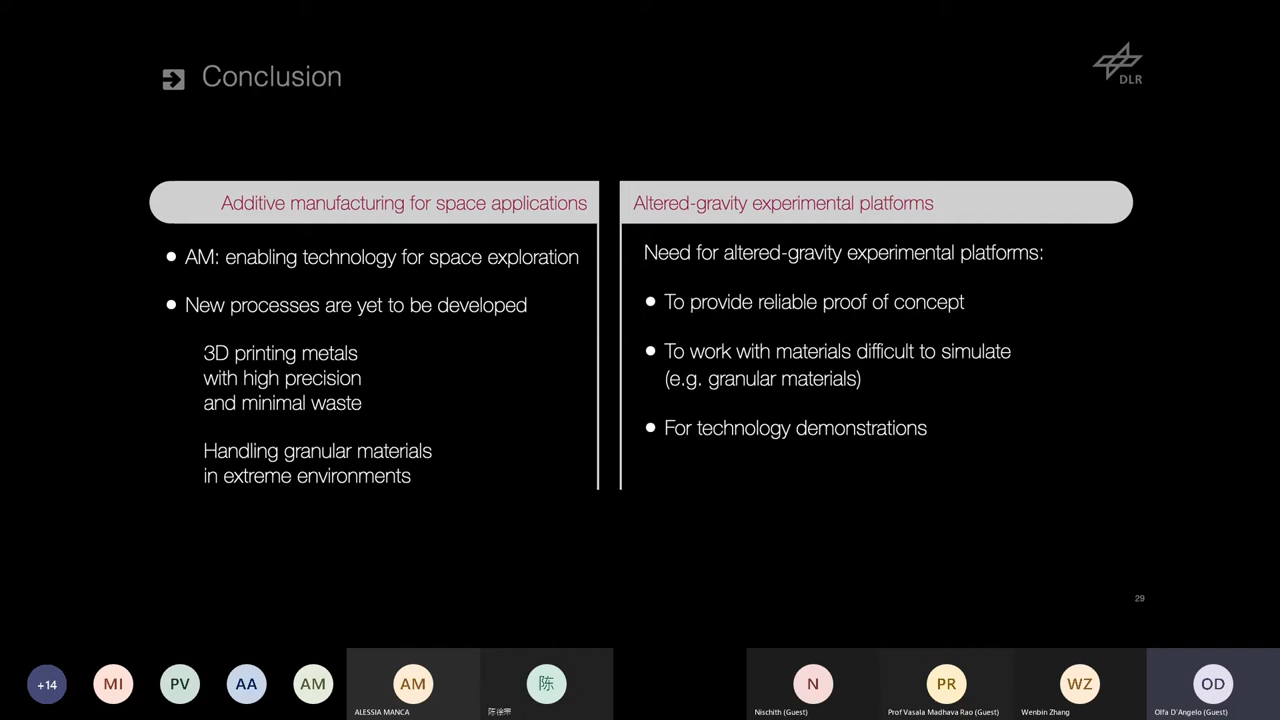 Conclusion
DLR
Additive manufacturing for space applications
AM: enabling technology for space exploration
New processes are yet to be developed
3D printing metals
with high precision
and minimal waste
Handling granular materials
in extreme environments
Altered-gravity experimental platforms
Need for altered-gravity experimental platforms:
To provide reliable proof of concept
To work with materials difficult to simulate
(e.g. granular materials)
For technology demonstrations
29
+14
MI
PV
AA
AM
AM
ALESSIA MANCA
陈
N
Nischith (Guest)
PR
Prof Vasala Madhava Rao (Guest)
WZ
Wenbin Zhang
OD
Olfa D'Angelo (Guest)